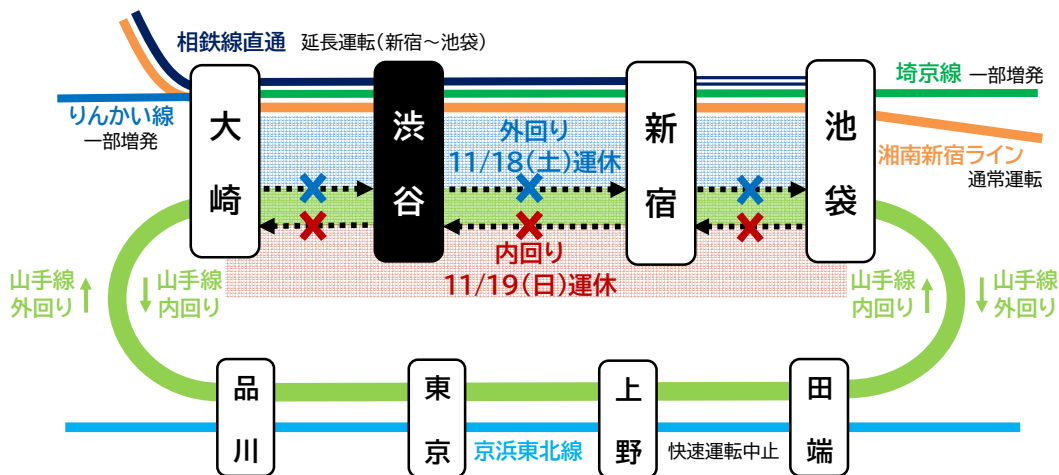 相鉄線直通 延長運転(新宿～池袋)
埼京線 一部増発
りんかい線
一部増発
大崎
渋谷
新宿
池袋
外回り
11/18(土)運休
湘南新宿ライン
通常運転
内回り
11/19(日)運休
山手線
外回り
山手線
内回り
山手線
内回り
山手線
外回り
品川
東京
上野
田端
京浜東北線
快速運転中止